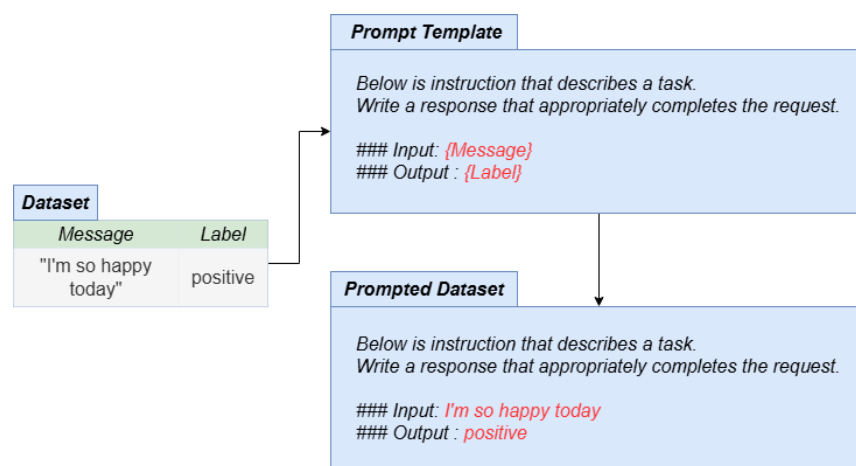 Prompt Template
Below is instruction that describes a task.
Write a response that appropriately completes the request.
### Input: {Message}
### Output : {Label}
Dataset
Message Label
"I'm so happy
today" positive
Prompted Dataset
Below is instruction that describes a task.
Write a response that appropriately completes the request.
### Input: I'm so happy today
### Output : positive